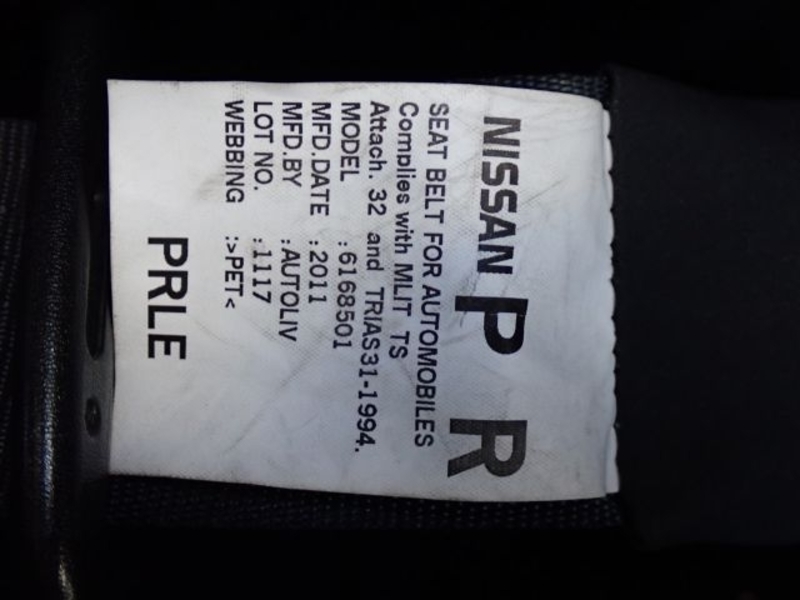 NISSAN P R
SEAT BELT FOR AUTOMOBILES
Complies with MLIT TS
Attach. 32 and TRIAS31-1994.
MODEL :6168501
MFD.DATE :2011
MFD.BY :AUTOLIV
LOT NO. :1117
WEBBING :>PET<
PRLE